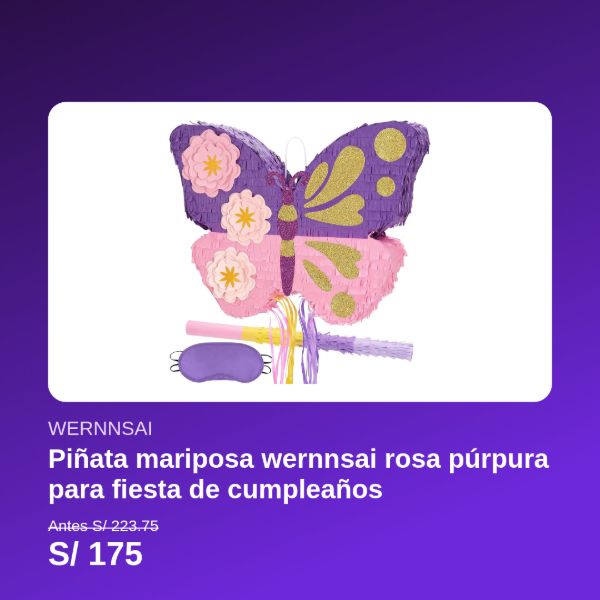 WERNNSAI
Piñata mariposa wernnsai rosa púrpura
para fiesta de cumpleaños
Antes S/ 223.75
S/ 175